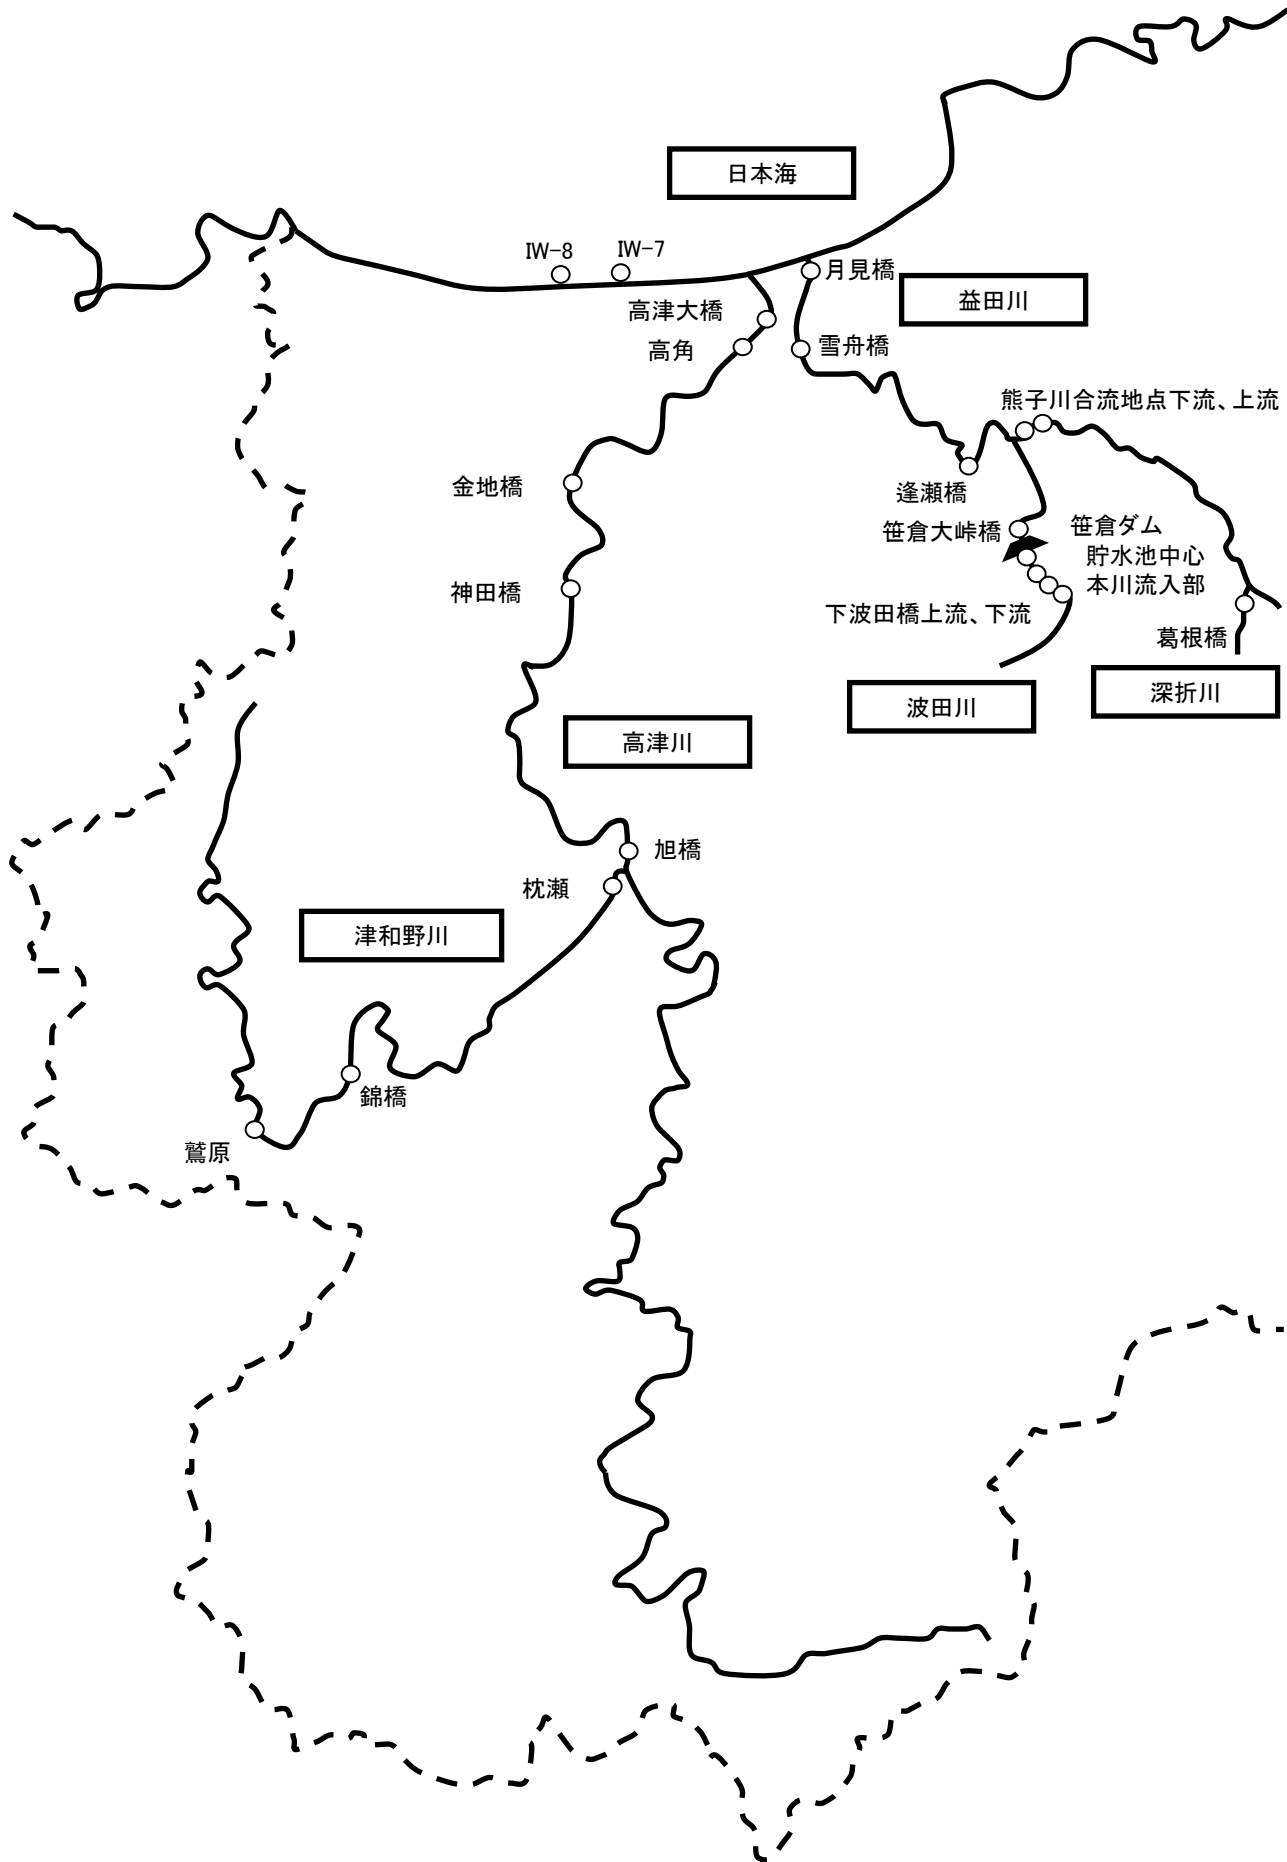 日本海
IW-8
IW-7
月見橋
益田川
高津大橋
高角
雪舟橋
熊子川合流地点下流、上流
金地橋
逢瀬橋
笹倉大峠橋
笹倉ダム
貯水池中心
本川流入部
神田橋
下波田橋上流、下流
葛根橋
深折川
波田川
高津川
旭橋
枕瀬
津和野川
錦橋
鷲原